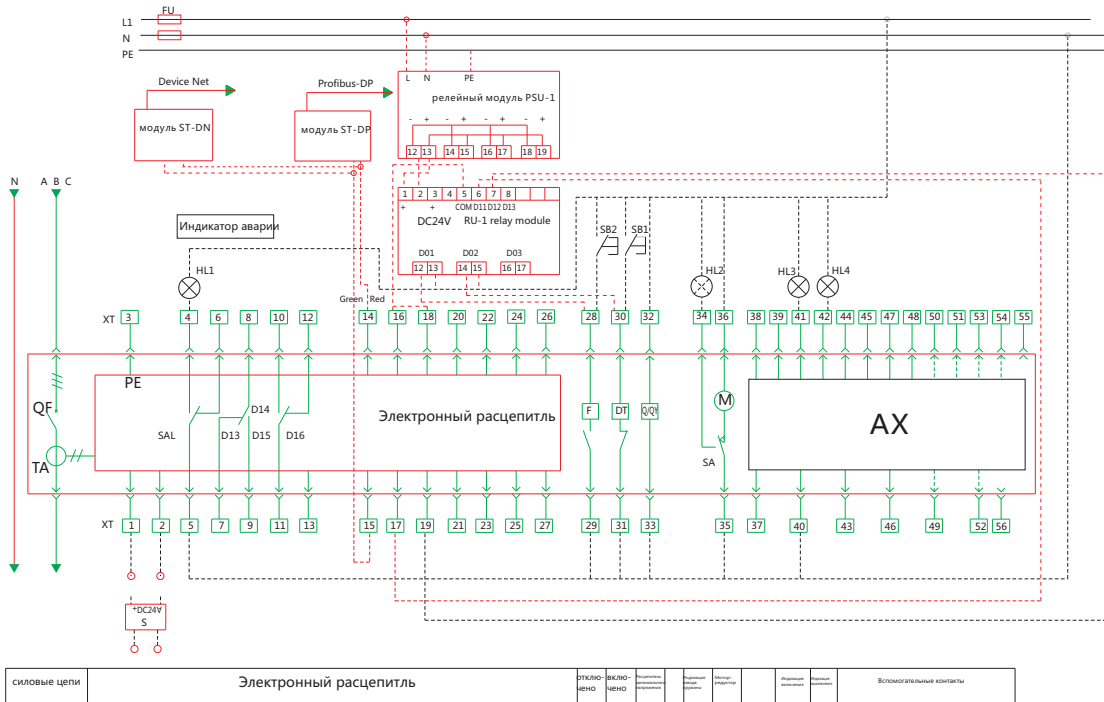 FU
L1
N
PE
Device Net
Profibus-DP
L N PE
релейный модуль PSU-1
- + - + - + - +
12 13 14 15 16 17 18 19
модуль ST-DN
модуль ST-DP
N A B C
1 2 3 4 5 6 7 8
+ + COM D11 D12 D13
DC24V RU-1 relay module
D01 D02 D03
12 13 14 15 16 17
Индикатор аварии
SB2 SB1
HL1 HL2 HL3 HL4
Green Red
XT 3 4 6 8 10 12 14 16 18 20 22 24 26 28 30 32 34 36 38 39 41 42 44 45 47 48 50 51 53 54 55
PE
QF
TA
Электронный расцепитль
SAL D13 D14 D15 D16
F DT Q/QY
M
SA
AX
XT 1 2 5 7 9 11 13 15 17 19 21 23 25 27 29 31 33 35 37 40 43 46 49 52 56
+DC24V
S
силовые цепи
Электронный расцепитль
отклю-
чено
вклю-
чено
Мотор-
редуктор
Вспомогательные контакты